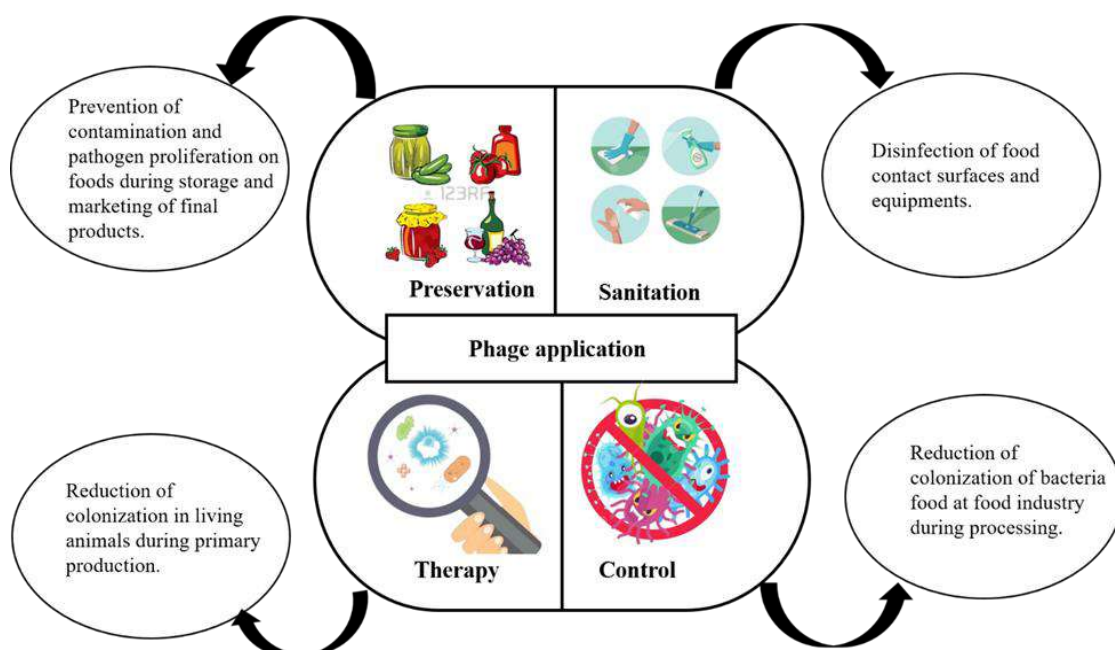 Prevention of
contamination and
pathogen proliferation on
foods during storage and
marketing of final
products.
123RF
Preservation
Sanitation
Disinfection of food
contact surfaces and
equipments.
Phage application
Reduction of
colonization in living
animals during primary
production.
Therapy
Control
Reduction of
colonization of bacteria
food at food industry
during processing.